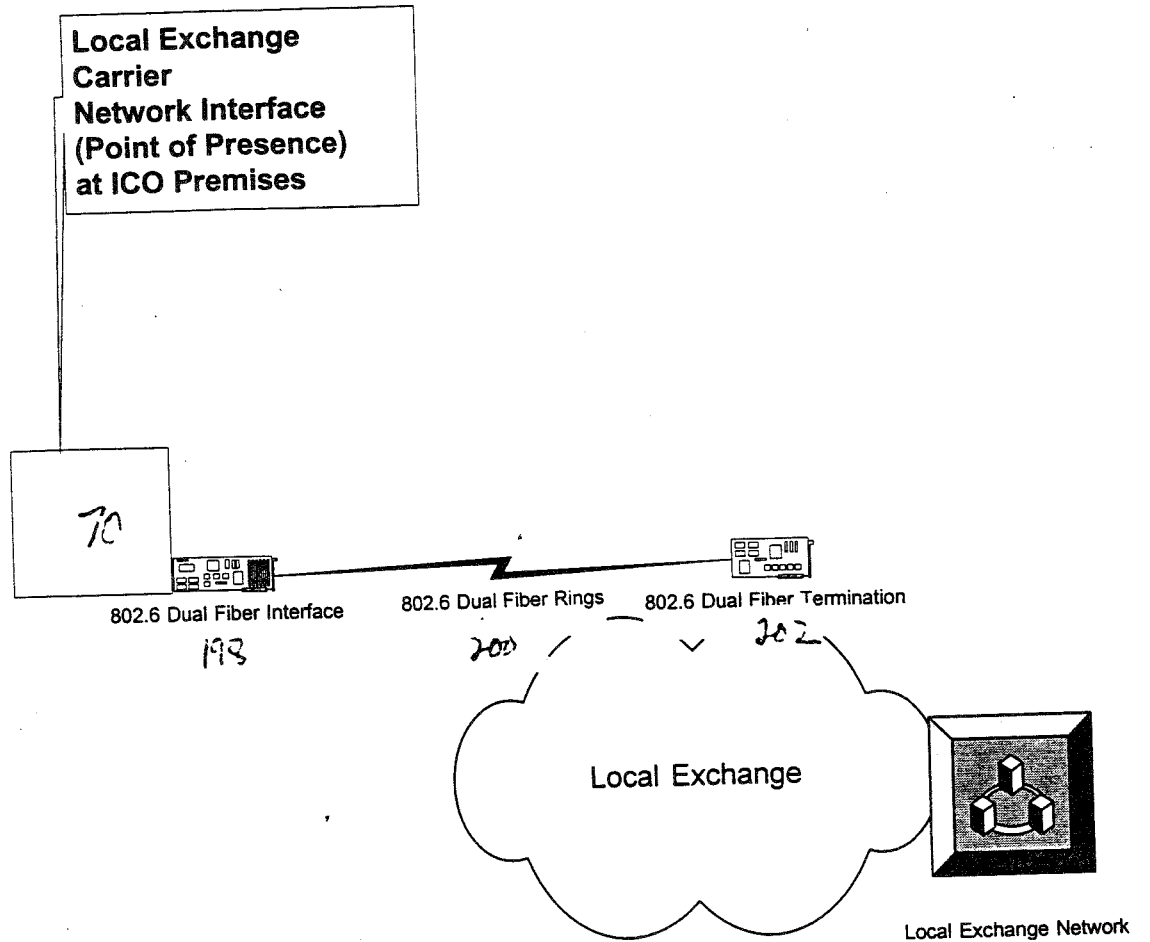 Local Exchange
Carrier
Network Interface
(Point of Presence)
at ICO Premises
70
802.6 Dual Fiber Interface
802.6 Dual Fiber Rings
802.6 Dual Fiber Termination
198
200
202
Local Exchange
Local Exchange Network